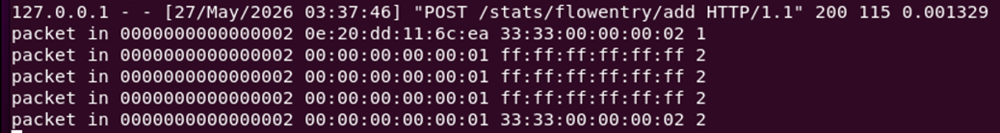 127.0.0.1 - - [27/May/2026 03:37:46] "POST /stats/flowentry/add HTTP/1.1" 200 115 0.001329
packet in 0000000000000002 0e:20:dd:11:6c:ea 33:33:00:00:00:02 1
packet in 0000000000000002 00:00:00:00:00:01 ff:ff:ff:ff:ff:ff 2
packet in 0000000000000002 00:00:00:00:00:01 ff:ff:ff:ff:ff:ff 2
packet in 0000000000000002 00:00:00:00:00:01 ff:ff:ff:ff:ff:ff 2
packet in 0000000000000002 00:00:00:00:00:01 33:33:00:00:00:02 2